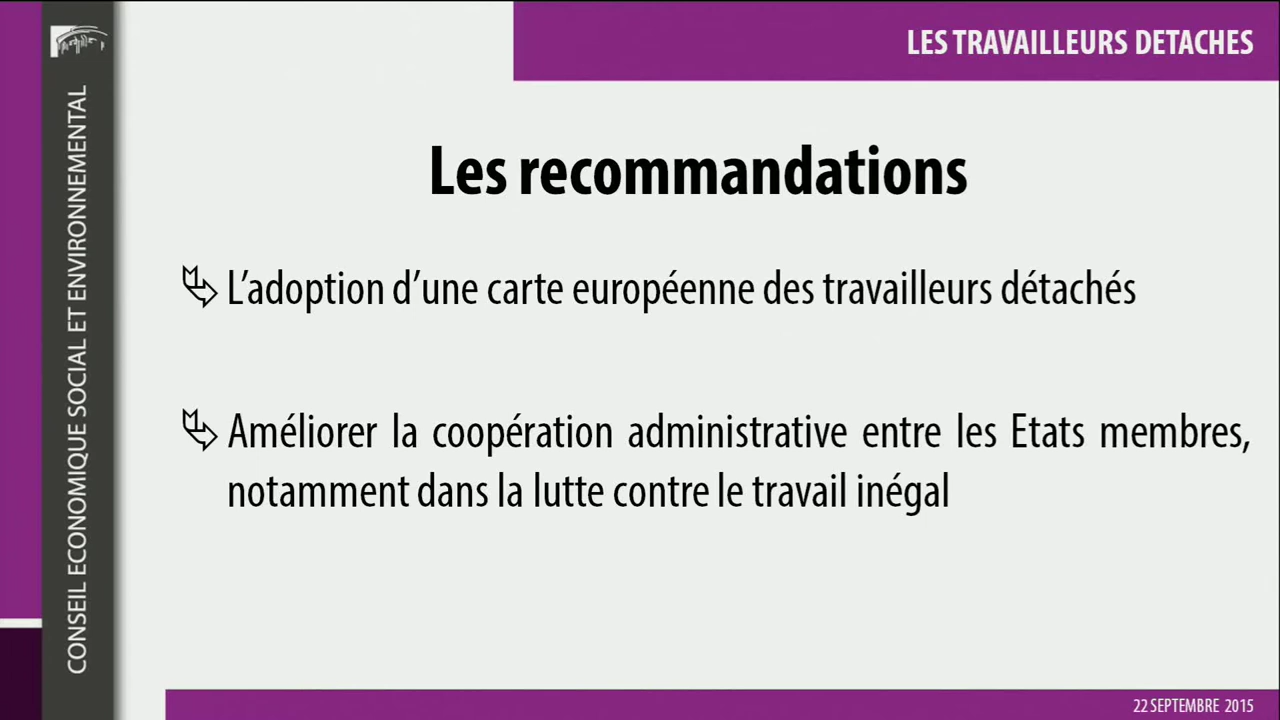 LES TRAVAILLEURS DETACHES
CONSEIL ECONOMIQUE SOCIAL ET ENVIRONNEMENTAL
Les recommandations
L’adoption d’une carte européenne des travailleurs détachés
Améliorer la coopération administrative entre les Etats membres,
notamment dans la lutte contre le travail inégal
22 SEPTEMBRE 2015